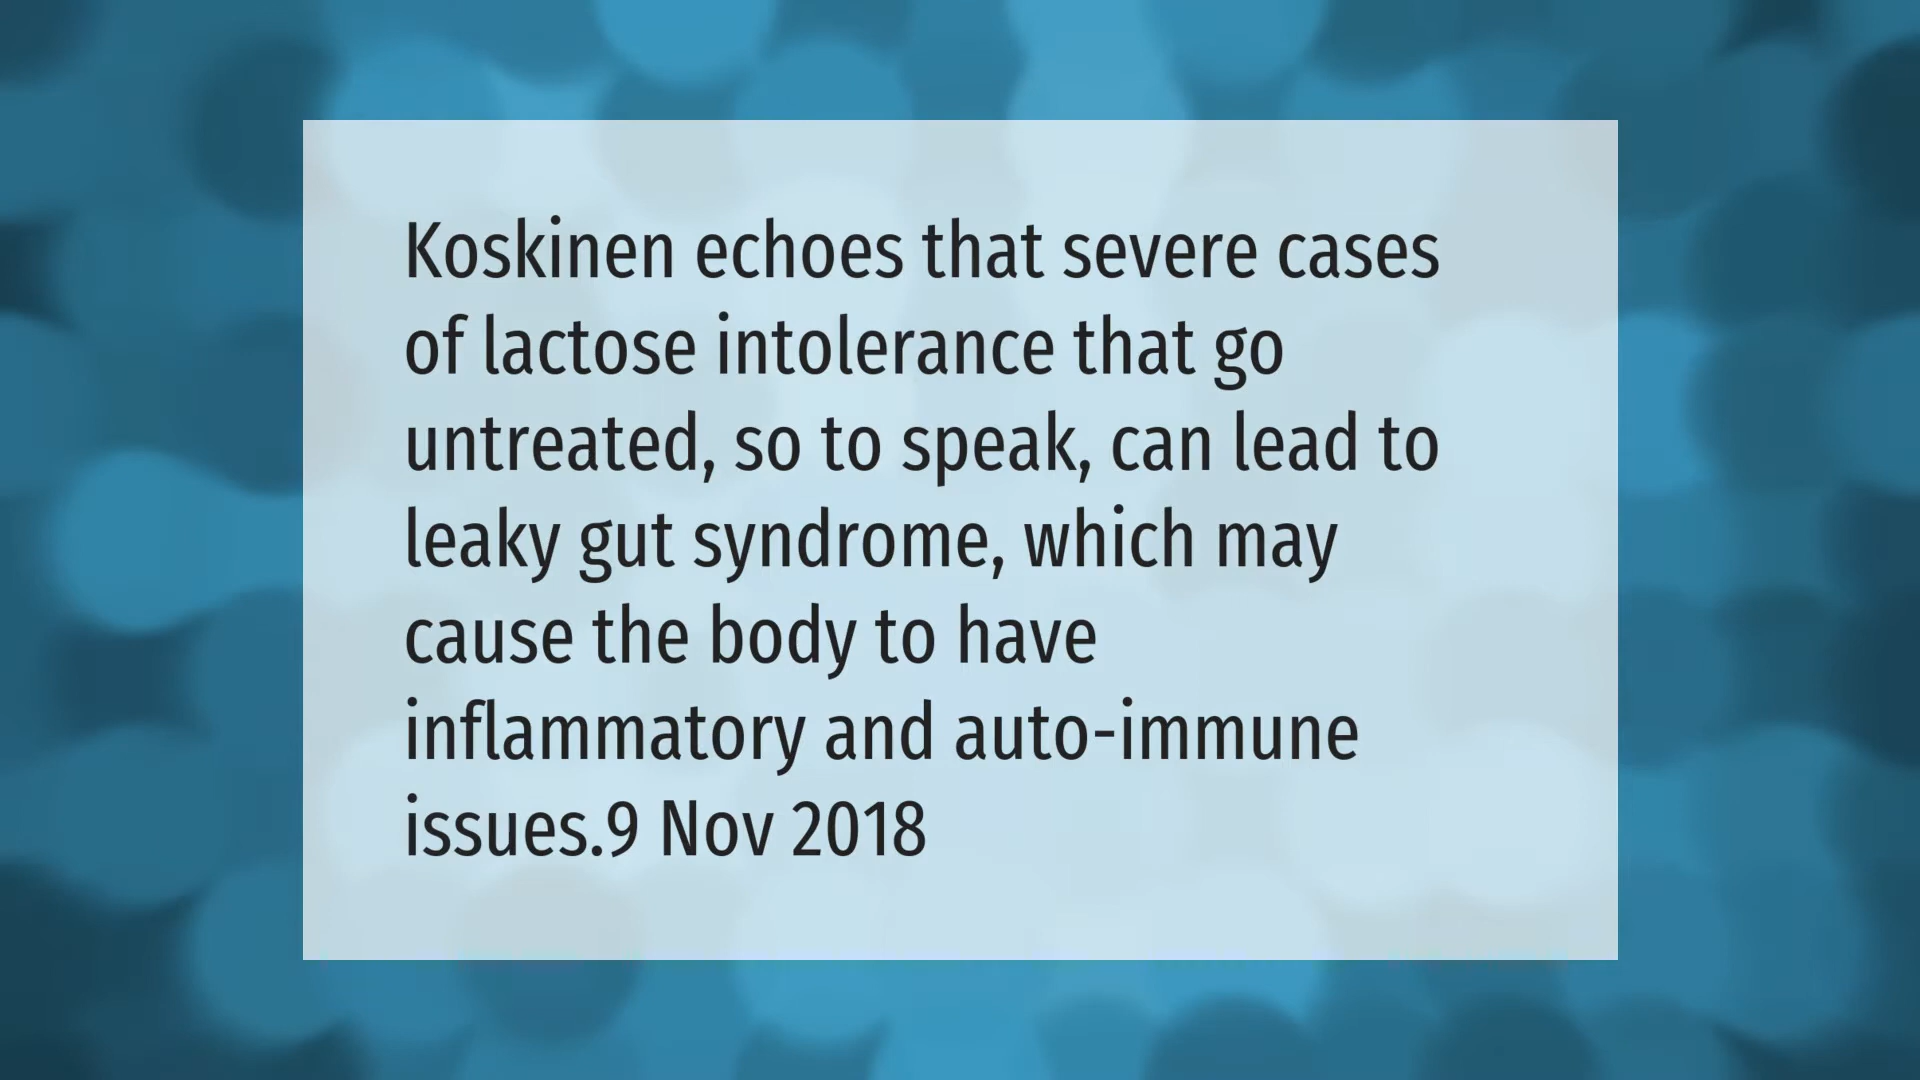 Koskinen echoes that severe cases
of lactose intolerance that go
untreated, so to speak, can lead to
leaky gut syndrome, which may
cause the body to have
inflammatory and auto-immune
issues.9 Nov 2018